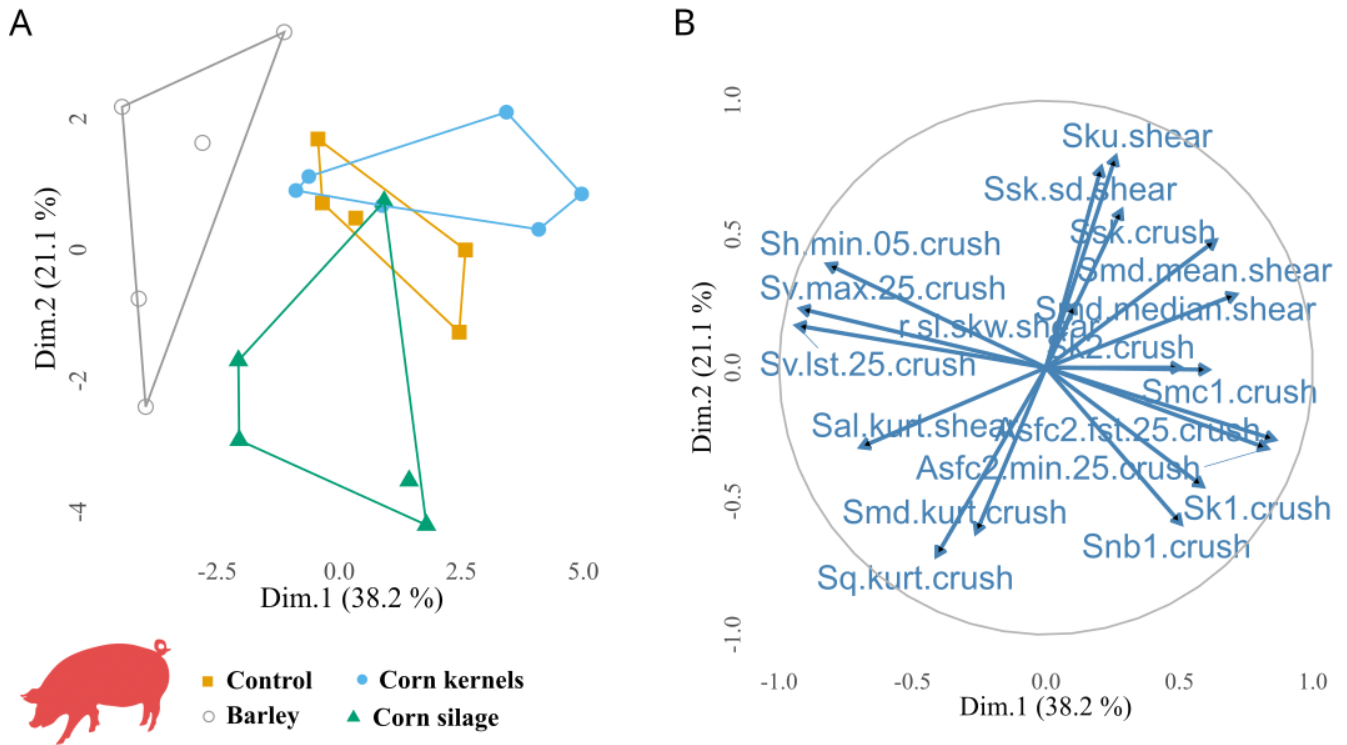 A
B
2
0
-2
-4
Dim.2 (21.1 %)
-2.5 0.0 2.5 5.0
Dim.1 (38.2 %)
Control
Corn kernels
Barley
Corn silage
1.0
0.5
0.0
-0.5
-1.0
Dim.2 (21.1 %)
Sku.shear
Ssk.sd.shear
Ssk.crush
Sh.min.05.crush
Smd.mean.shear
Sv.max.25.crush
Smd.median.shear
r.sl.skw.shear
Sk2.crush
Sv.lst.25.crush
Smc1.crush
Sal.kurt.shear
Asfc2.fst.25.crush
Asfc2.min.25.crush
Smd.kurt.crush
Sk1.crush
Snb1.crush
Sq.kurt.crush
-1.0 -0.5 0.0 0.5 1.0
Dim.1 (38.2 %)